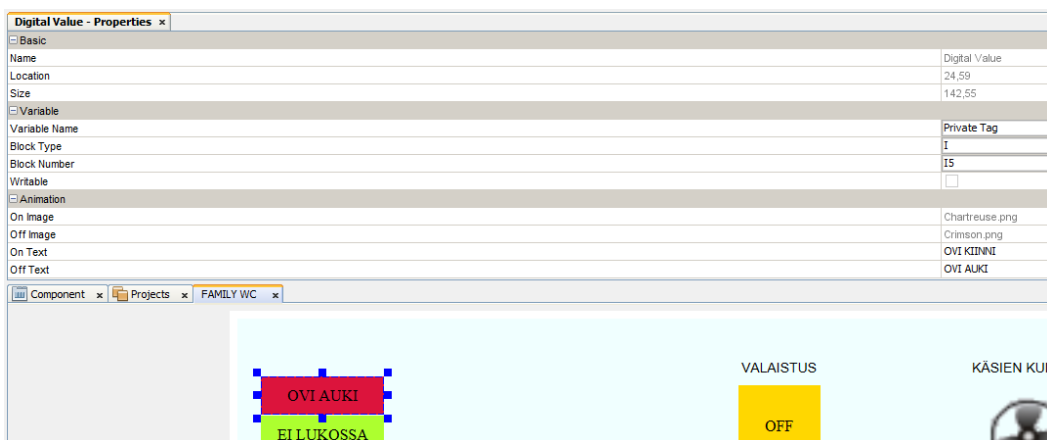 Digital Value - Properties x
Basic
Name Digital Value
Location 24,59
Size 142,55
Variable
Variable Name Private Tag
Block Type I
Block Number I5
Writable
Animation
On Image Chartreuse.png
Off Image Crimson.png
On Text OVI KIINNI
Off Text OVI AUKI
Component x Projects x FAMILY WC x
VALAISTUS KÄSIEN
OVI AUKI
OFF
EI LUKOSSA